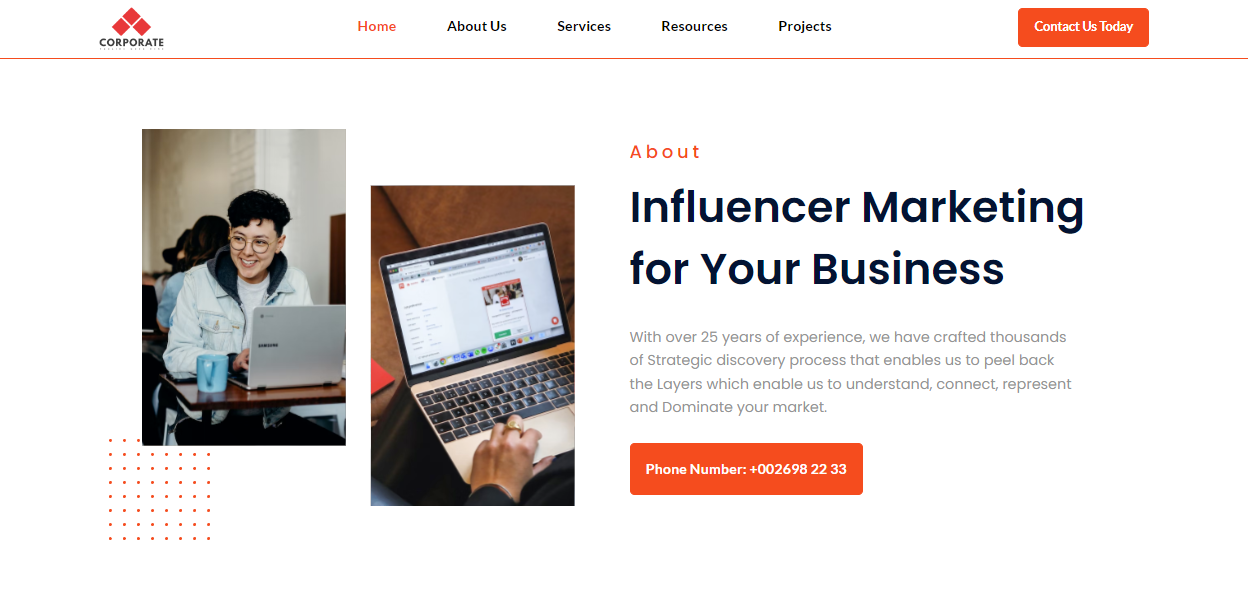 CORPORATE
Home
About Us
Services
Resources
Projects
Contact Us Today
About
Influencer Marketing
for Your Business
With over 25 years of experience, we have crafted thousands
of Strategic discovery process that enables us to peel back
the Layers which enable us to understand, connect, represent
and Dominate your market.
Phone Number: +002698 22 33
SAMSUNG